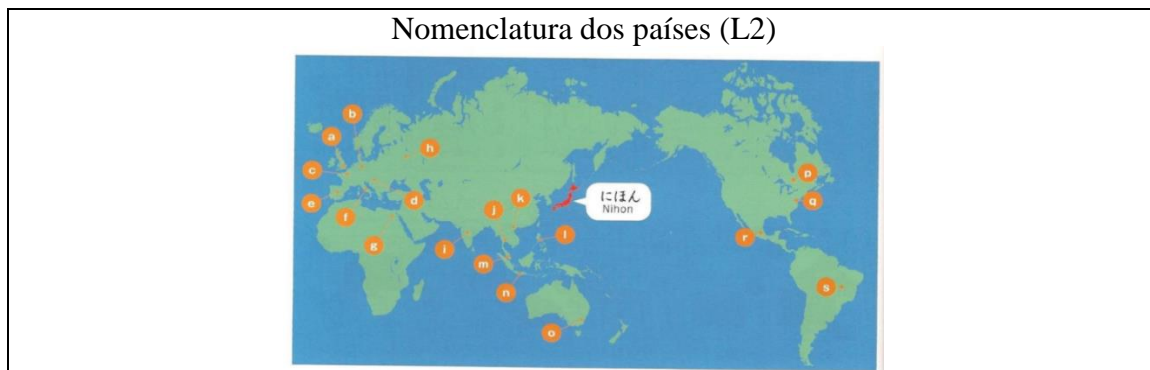 Nomenclatura dos países (L2)
b
a
h
c
p
k
にほん
Nihon
e
d
j
q
f
l
r
g
i
m
s
n
o